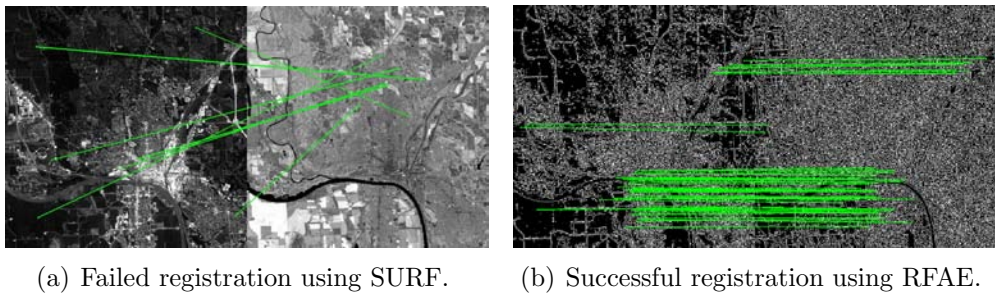 (a) Failed registration using SURF.
(b) Successful registration using RFAE.